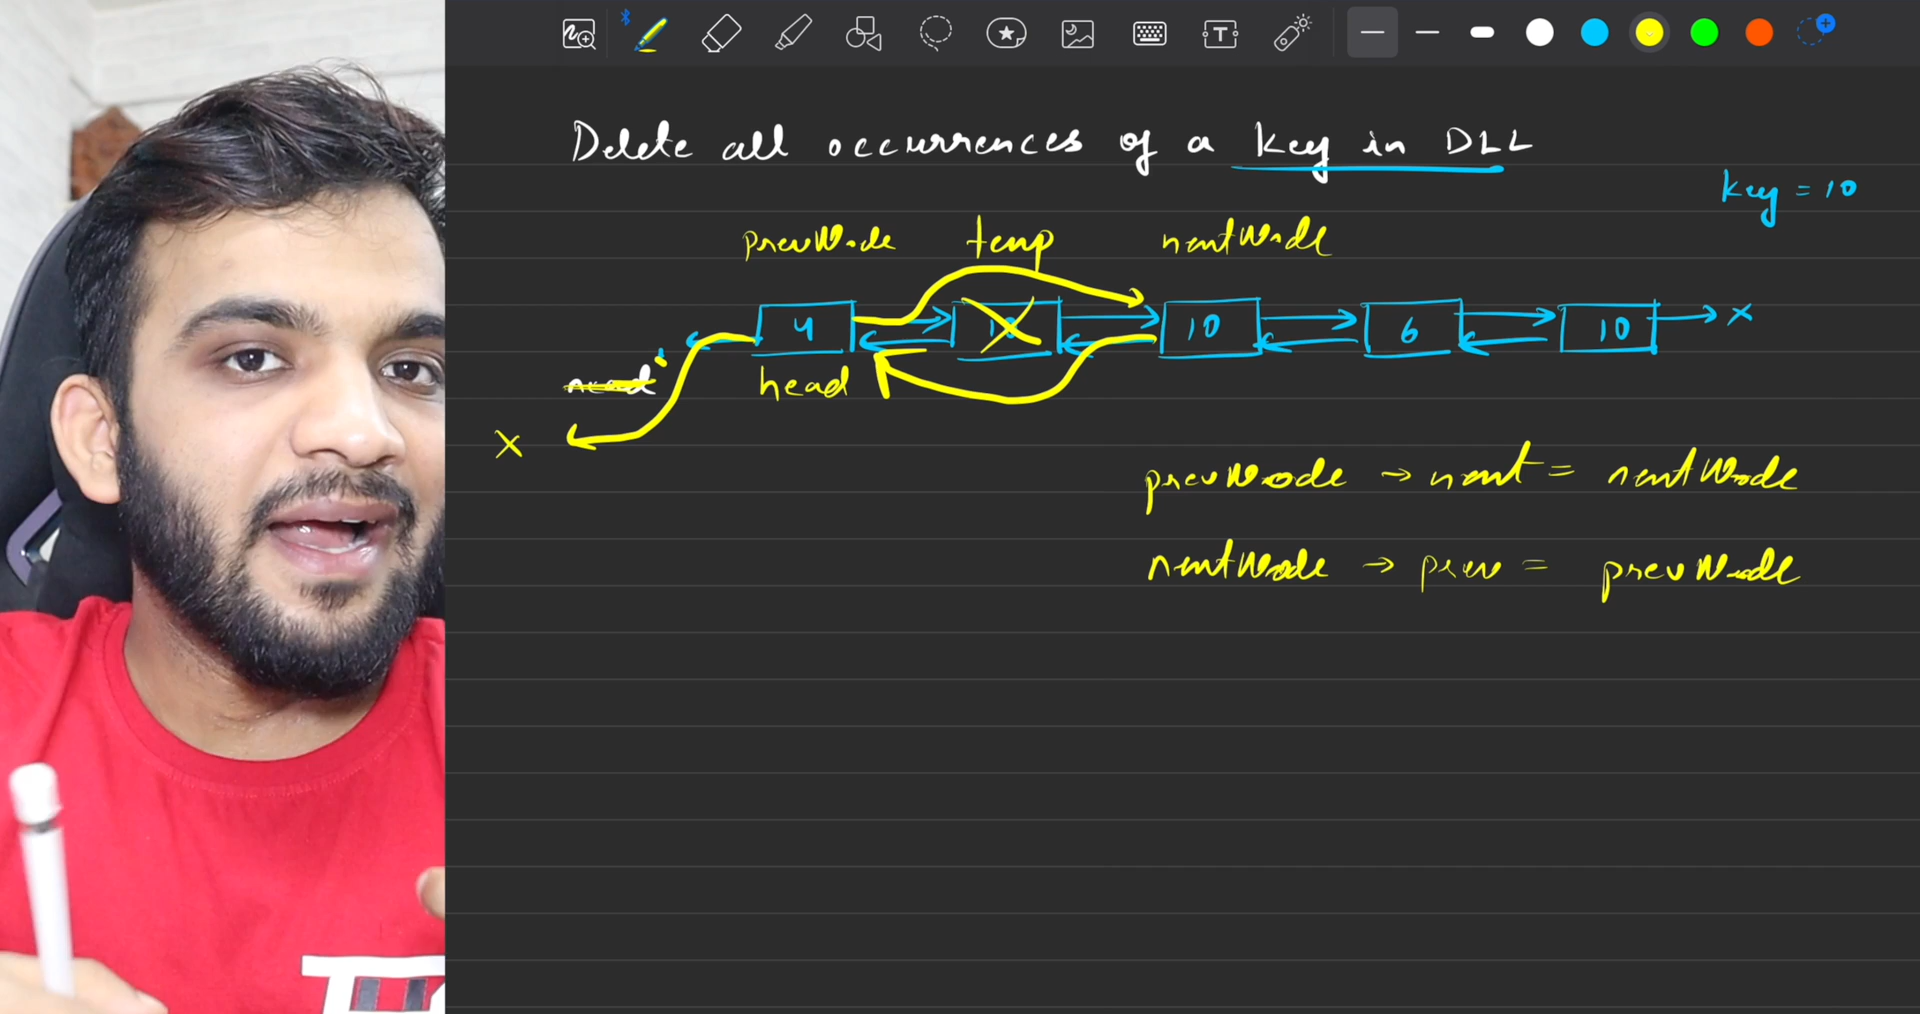 Delete all occurrences of a key in DLL
key = 10
prevNode temp nextNode
4 10 6 10 x
head
x
prevNode → next = nextNode
nextNode → prev = prevNode